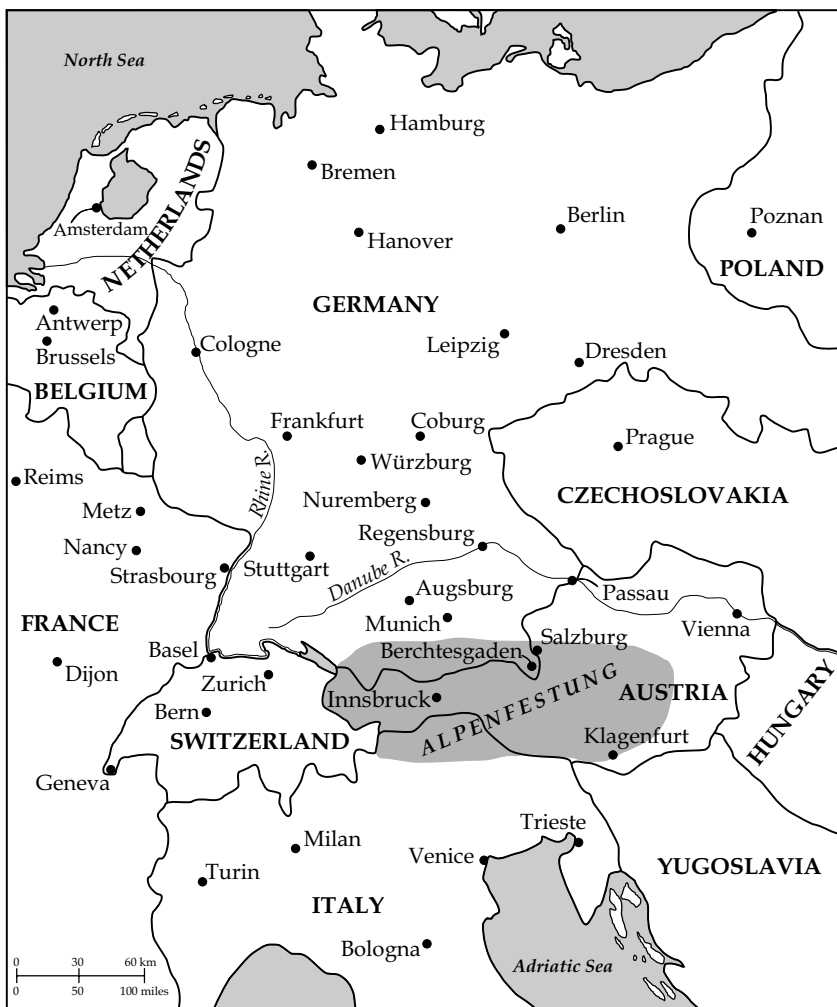 North Sea
Hamburg
Bremen
NETHERLANDS
Amsterdam
Hanover
Berlin
Poznan
POLAND
GERMANY
Antwerp
Brussels
Cologne
Leipzig
Dresden
BELGIUM
Frankfurt
Coburg
Prague
Würzburg
Rhine R.
Reims
Nuremberg
CZECHOSLOVAKIA
Metz
Regensburg
Nancy
Strasbourg
Stuttgart
Danube R.
Augsburg
Passau
FRANCE
Munich
Vienna
Basel
Salzburg
Berchtesgaden
Dijon
Zurich
Innsbruck
ALPENFESTUNG
AUSTRIA
HUNGARY
Bern
SWITZERLAND
Klagenfurt
Geneva
Trieste
Milan
Venice
YUGOSLAVIA
Turin
ITALY
Bologna
Adriatic Sea
0 30 60 km
0 50 100 miles